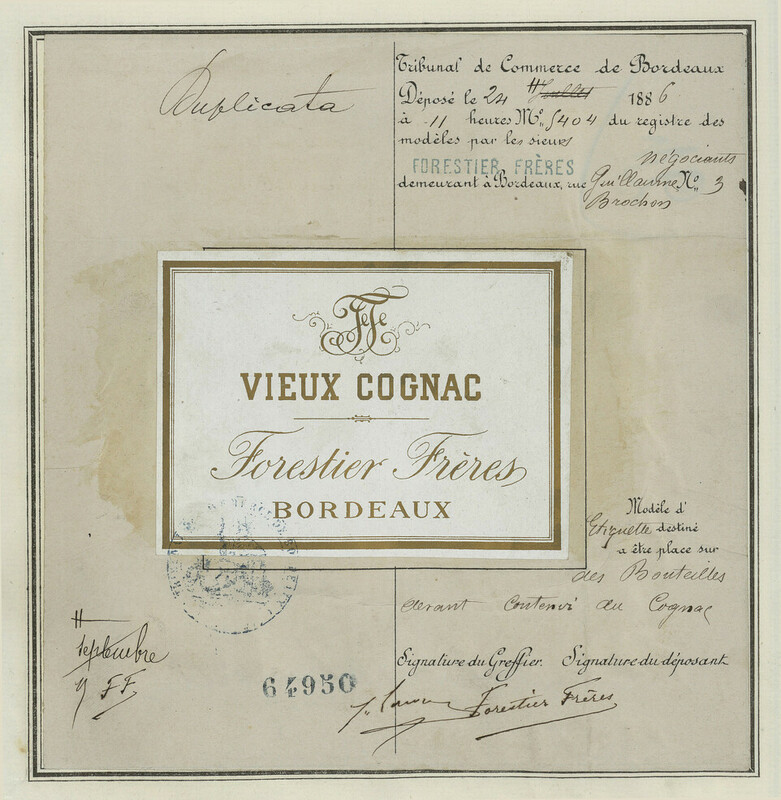 Duplicata
Tribunal de Commerce de Bordeaux
Déposé le 24 # Juillet 1886
à 11 heures No. 5404 du registre des
modèles par les sieurs
négociants
FORESTIER FRÈRES
demeurant à Bordeaux, rue Guillaume No. 3
Brochon
VIEUX COGNAC
Forestier Frères
BORDEAUX
Modèle d'
Etiquette destiné
a être place sur
des Bouteilles
devant contenir du Cognac
#
septembre
FF
Signature du Greffier. Signature du déposant
64950
Forestier Frères